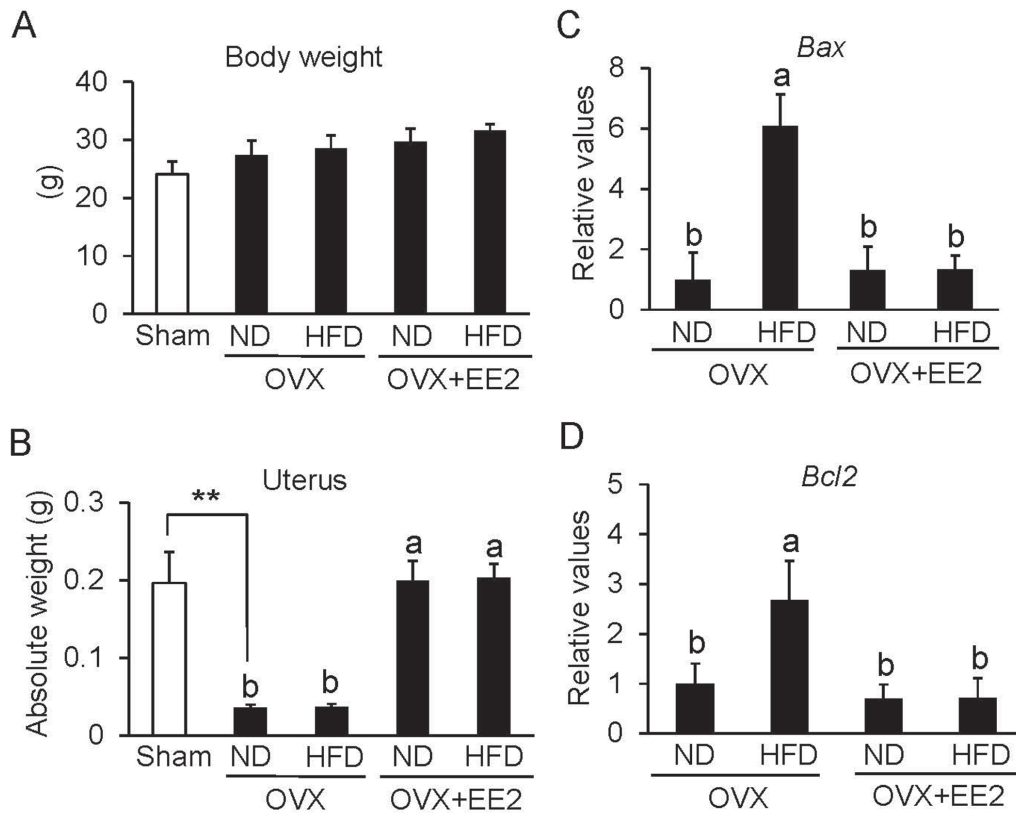 A
Body weight
40
30
20
10
0
(g)
Sham ND HFD ND HFD
OVX OVX+EE2
B
Uterus
0.3
0.2
0.1
0
Absolute weight (g)
**
b b a a
Sham ND HFD ND HFD
OVX OVX+EE2
C
Bax
8
6
4
2
0
Relative values
b a b b
ND HFD ND HFD
OVX OVX+EE2
D
Bcl2
5
4
3
2
1
0
Relative values
b a b b
ND HFD ND HFD
OVX OVX+EE2